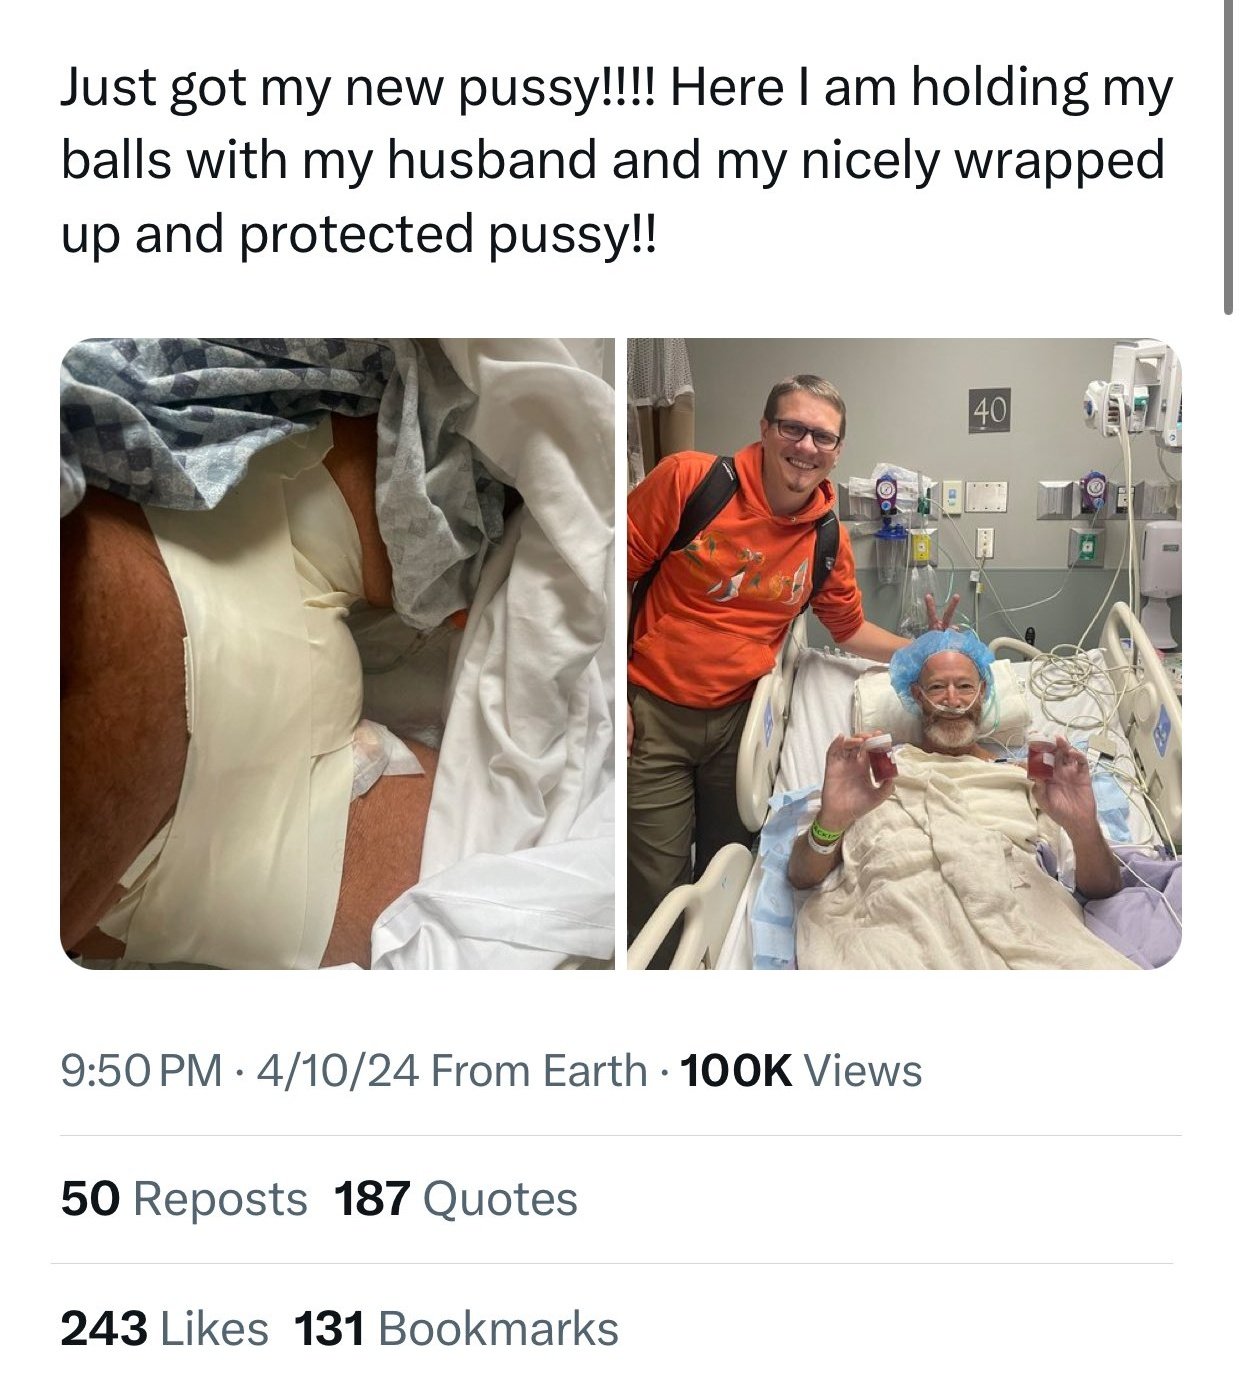 Just got my new pussy!!!! Here I am holding my
balls with my husband and my nicely wrapped
up and protected pussy!!
40
9:50 PM · 4/10/24 From Earth · 100K Views
50 Reposts 187 Quotes
243 Likes 131 Bookmarks